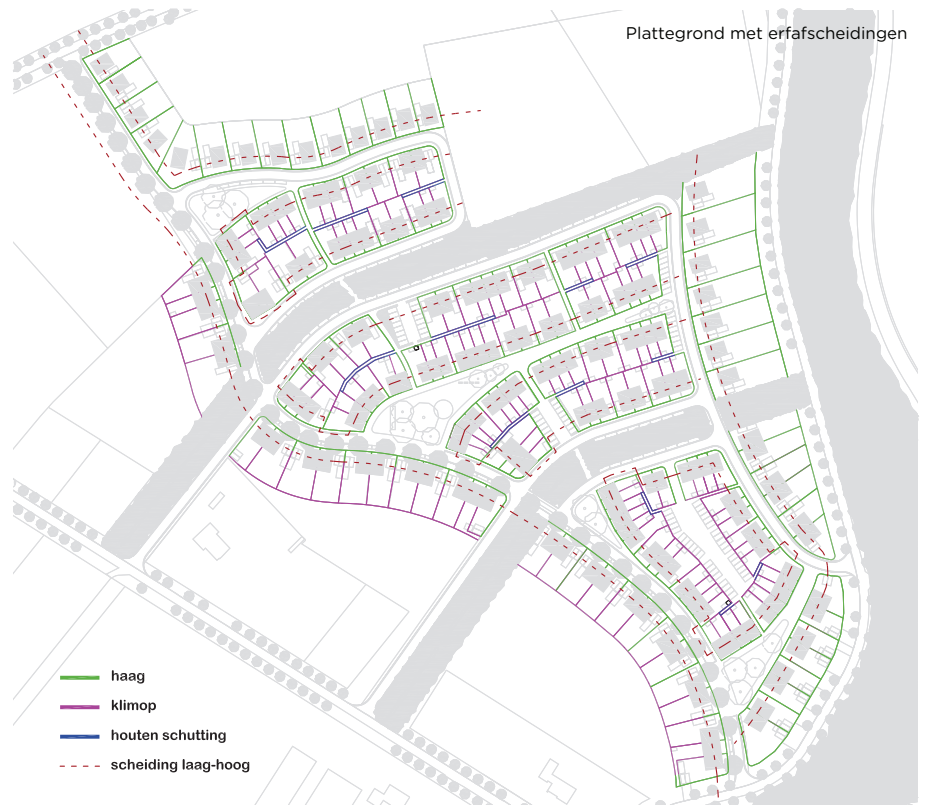 Plattegrond met erfafscheidingen
haag
klimop
houten schutting
scheiding laag-hoog